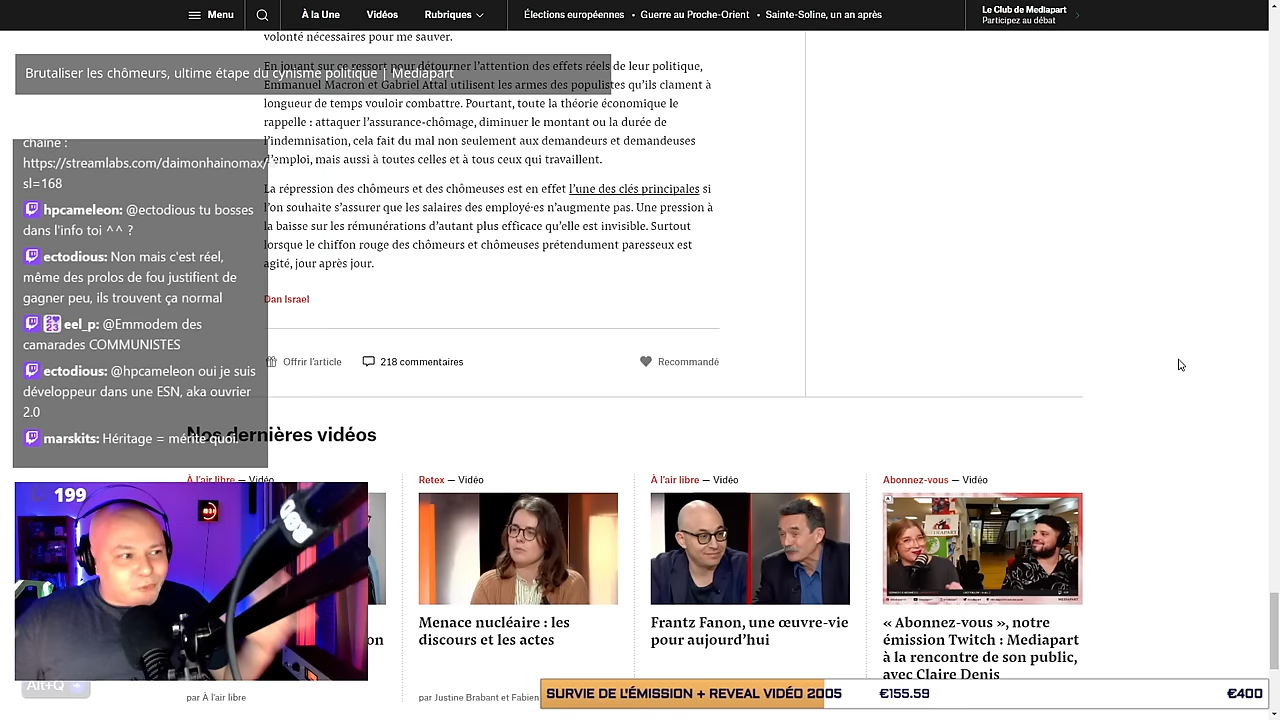 Menu
À la Une
Vidéos
Rubriques
Élections européennes • Guerre au Proche-Orient • Sainte-Soline, un an après
Le Club de Mediapart
Participez au débat
volonté nécessaires pour me sauver.
Brutaliser les chômeurs, ultime étape du cynisme politique | Mediapart
En jouant sur ce ressort pour détourner l'attention des effets réels de leur politique,
Emmanuel Macron et Gabriel Attal utilisent les armes des populistes qu'ils clament à
longueur de temps vouloir combattre. Pourtant, toute la théorie économique le
rappelle : attaquer l'assurance-chômage, diminuer le montant ou la durée de
l'indemnisation, cela fait du mal non seulement aux demandeurs et demandeuses
d'emploi, mais aussi à toutes celles et à tous ceux qui travaillent.
La répression des chômeurs et des chômeuses est en effet l'une des clés principales si
l'on souhaite s'assurer que les salaires des employé·es n'augmente pas. Une pression à
la baisse sur les rémunérations d'autant plus efficace qu'elle est invisible. Surtout
lorsque le chiffon rouge des chômeurs et chômeuses prétendument paresseux est
agité, jour après jour.
Dan Israel
Offrir l'article
218 commentaires
Recommandé
chaîne :
https://streamlabs.com/daimonhainomax/
sl=168
hpcameleon: @ectodious tu bosses
dans l'info toi ^^ ?
ectodious: Non mais c'est réel,
même des prolos de fou justifient de
gagner peu, ils trouvent ça normal
eel_p: @Emmodem des
camarades COMMUNISTES
ectodious: @hpcameleon oui je suis
développeur dans une ESN, aka ouvrier
2.0
marskits: Héritage = mérite quoi.
Nos dernières vidéos
À l'air libre — Vidéo
199
on
par À l'air libre
Alt+Q
Retex — Vidéo
Menace nucléaire : les
discours et les actes
par Justine Brabant et Fabien
À l'air libre — Vidéo
Frantz Fanon, une œuvre-vie
pour aujourd'hui
Abonnez-vous — Vidéo
« Abonnez-vous », notre
émission Twitch : Mediapart
à la rencontre de son public,
avec Claire Denis
SURVIE DE L'ÉMISSION + REVEAL VIDÉO 2005 €155.59 €400